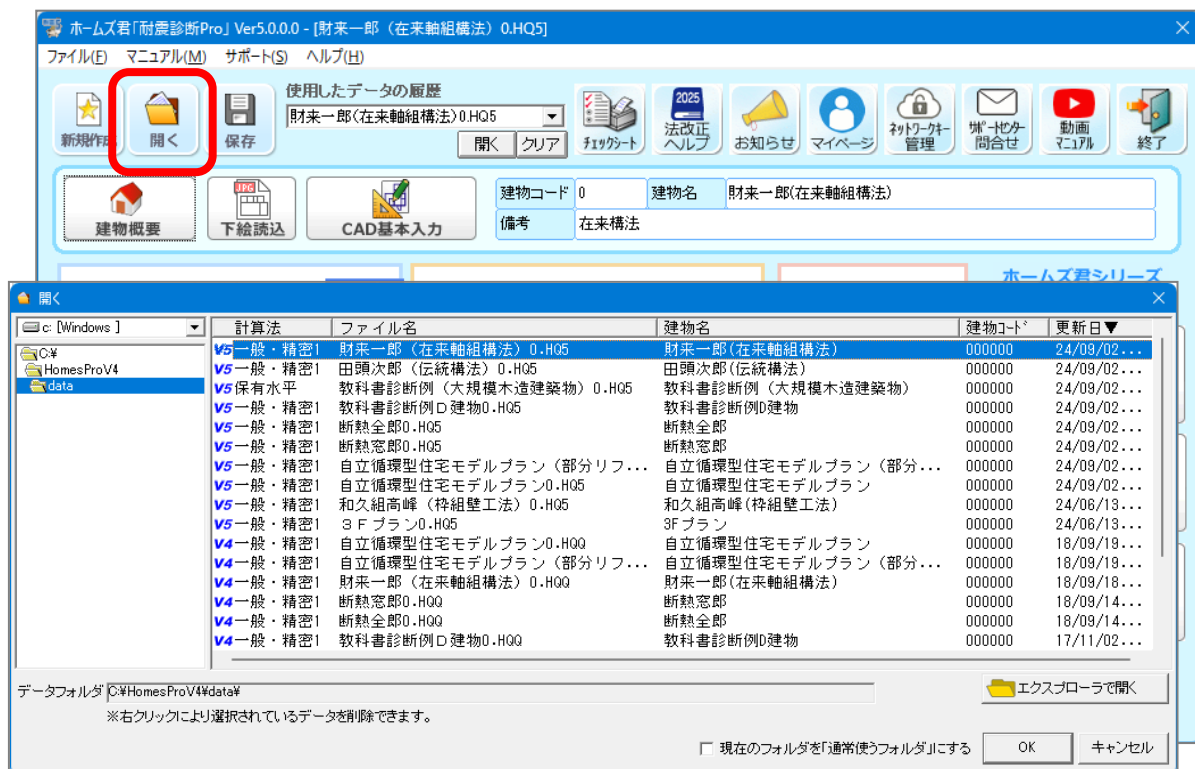 ホームズ君「耐震診断Pro」 Ver5.0.0.0 - [財来一郎（在来軸組構法）0.HQ5]
ファイル(F) マニュアル(M) サポート(S) ヘルプ(H)
使用したデータの履歴
財来一郎(在来軸組構法)0.HQ5
新規作成 開く 保存 開く クリア ﾁｪｯｸｼｰﾄ 2025 法改正 ヘルプ お知らせ マイページ ﾈｯﾄﾜｰｸｷｰ 管理 ｻﾎﾟｰﾄｾﾝﾀｰ 問合せ 動画 ﾏﾆｭｱﾙ 終了
建物概要 JPG 下絵読込 CAD基本入力
建物コード 0 建物名 財来一郎(在来軸組構法)
備考 在来構法
ホームズ君シリーズ
開く
c: [Windows ]
C:¥
HomesProV4
data
計算法 ファイル名 建物名 建物ｺｰﾄﾞ 更新日▼
V5一般・精密1 財来一郎（在来軸組構法）0.HQ5 財来一郎(在来軸組構法) 000000 24/09/02...
V5一般・精密1 田頭次郎（伝統構法）0.HQ5 田頭次郎(伝統構法) 000000 24/09/02...
V5保有水平 教科書診断例（大規模木造建築物）0.HQ5 教科書診断例（大規模木造建築物） 000000 24/09/02...
V5一般・精密1 教科書診断例Ｄ建物0.HQ5 教科書診断例D建物 000000 24/09/02...
V5一般・精密1 断熱全郎0.HQ5 断熱全郎 000000 24/09/02...
V5一般・精密1 断熱窓郎0.HQ5 断熱窓郎 000000 24/09/02...
V5一般・精密1 自立循環型住宅モデルプラン（部分リフ... 自立循環型住宅モデルプラン（部分... 000000 24/09/02...
V5一般・精密1 自立循環型住宅モデルプラン0.HQ5 自立循環型住宅モデルプラン 000000 24/09/02...
V5一般・精密1 和久組高峰（枠組壁工法）0.HQ5 和久組高峰(枠組壁工法) 000000 24/06/13...
V5一般・精密1 ３Ｆプラン0.HQ5 3Fプラン 000000 24/06/13...
V4一般・精密1 自立循環型住宅モデルプラン0.HQQ 自立循環型住宅モデルプラン 000000 18/09/19...
V4一般・精密1 自立循環型住宅モデルプラン（部分リフ... 自立循環型住宅モデルプラン（部分... 000000 18/09/19...
V4一般・精密1 財来一郎（在来軸組構法）0.HQQ 財来一郎(在来軸組構法) 000000 18/09/18...
V4一般・精密1 断熱窓郎0.HQQ 断熱窓郎 000000 18/09/14...
V4一般・精密1 断熱全郎0.HQQ 断熱全郎 000000 18/09/14...
V4一般・精密1 教科書診断例Ｄ建物0.HQQ 教科書診断例D建物 000000 17/11/02...
データフォルダ C:¥HomesProV4¥data¥ エクスプローラで開く
※右クリックにより選択されているデータを削除できます。
現在のフォルダを「通常使うフォルダ」にする OK キャンセル